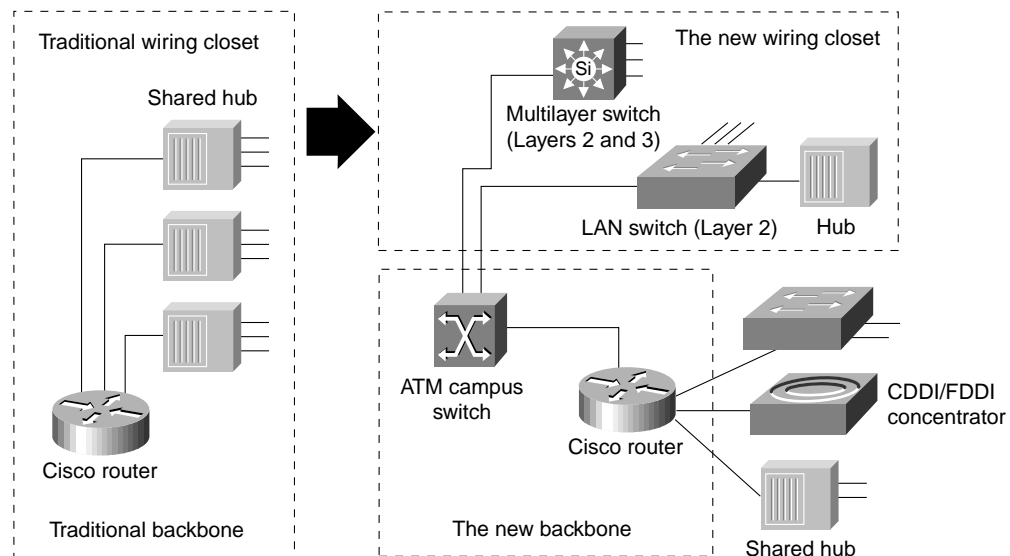 Traditional wiring closet
Shared hub
Cisco router
Traditional backbone
The new wiring closet
Si
Multilayer switch
(Layers 2 and 3)
LAN switch (Layer 2)
Hub
ATM campus
switch
Cisco router
The new backbone
CDDI/FDDI
concentrator
Shared hub